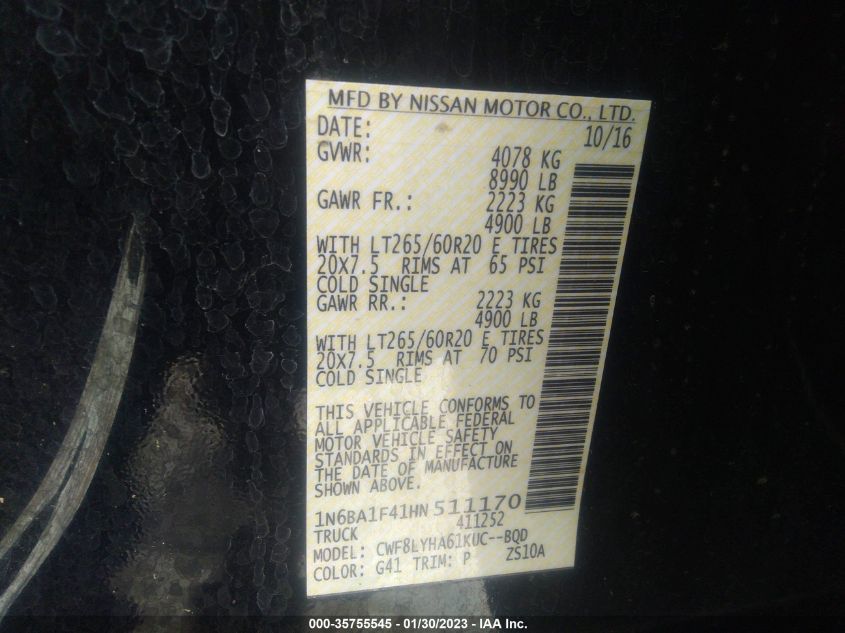 MFD BY NISSAN MOTOR CO., LTD.
DATE: 10/16
GVWR: 4078 KG
8990 LB
GAWR FR.: 2223 KG
4900 LB
WITH LT265/60R20 E TIRES
20X7.5 RIMS AT 65 PSI
COLD SINGLE
GAWR RR.: 2223 KG
4900 LB
WITH LT265/60R20 E TIRES
20X7.5 RIMS AT 70 PSI
COLD SINGLE
THIS VEHICLE CONFORMS TO
ALL APPLICABLE FEDERAL
MOTOR VEHICLE SAFETY
STANDARDS IN EFFECT ON
THE DATE OF MANUFACTURE
SHOWN ABOVE.
1N6BA1F41HN511170
TRUCK 411252
MODEL: CWF8LYHA61KUC--BQD
COLOR: G41 TRIM: P ZS10A
000-35755545 - 01/30/2023 - IAA Inc.